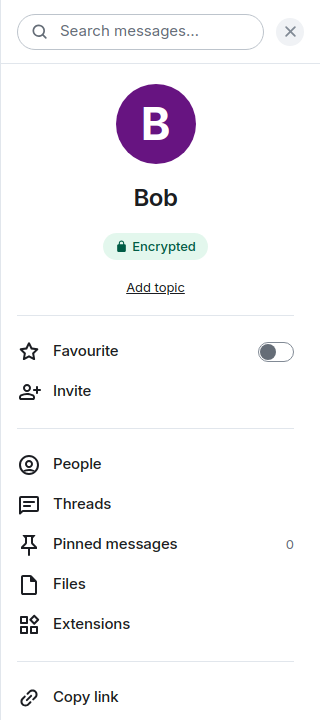 Search messages...
B
Bob
Encrypted
Add topic
Favourite
Invite
People
Threads
Pinned messages 0
Files
Extensions
Copy link